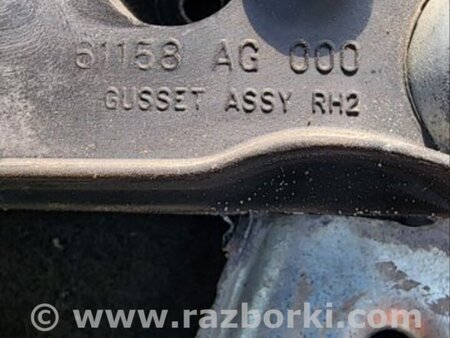 51158 AG 000
GUSSET ASSY RH2
© www.razborki.com